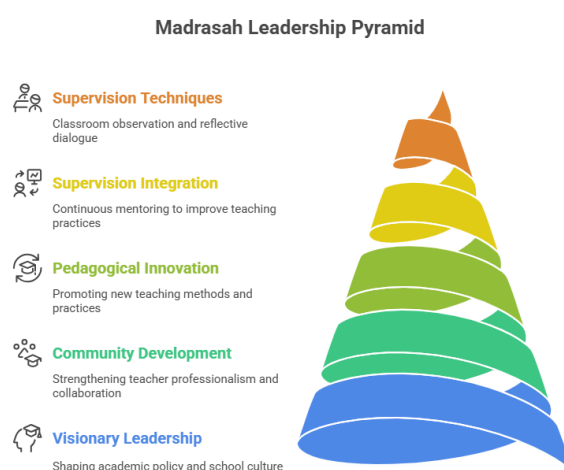 Madrasah Leadership Pyramid
Supervision Techniques
Classroom observation and reflective
dialogue
Supervision Integration
Continuous mentoring to improve teaching
practices
Pedagogical Innovation
Promoting new teaching methods and
practices
Community Development
Strengthening teacher professionalism and
collaboration
Visionary Leadership
Shaping academic policy and school culture